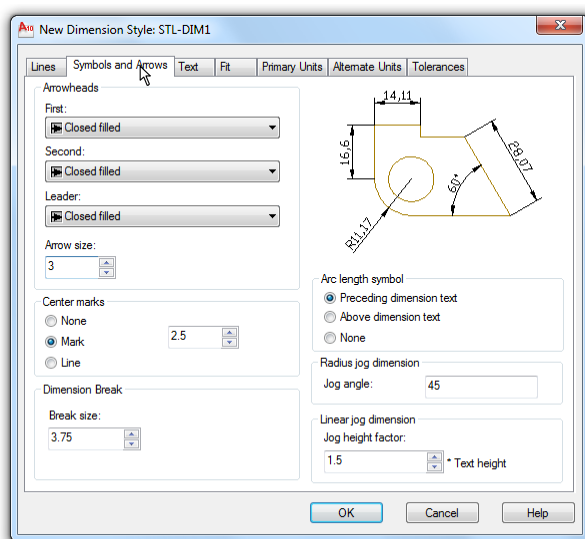 A10 New Dimension Style: STL-DIM1
Lines Symbols and Arrows Text Fit Primary Units Alternate Units Tolerances
Arrowheads
First:
Closed filled
Second:
Closed filled
Leader:
Closed filled
Arrow size:
3
Center marks
None
Mark
Line
2.5
Dimension Break
Break size:
3.75
14,11
16,6
28,07
60°
R11,17
Arc length symbol
Preceding dimension text
Above dimension text
None
Radius jog dimension
Jog angle: 45
Linear jog dimension
Jog height factor:
1.5 * Text height
OK Cancel Help